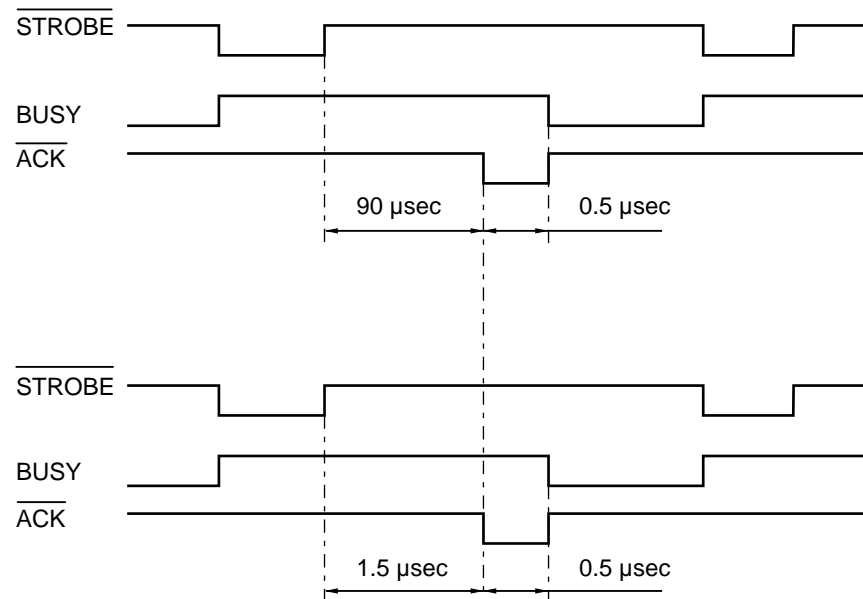 STROBE
BUSY
ACK
90 µsec 0.5 µsec
STROBE
BUSY
ACK
1.5 µsec 0.5 µsec